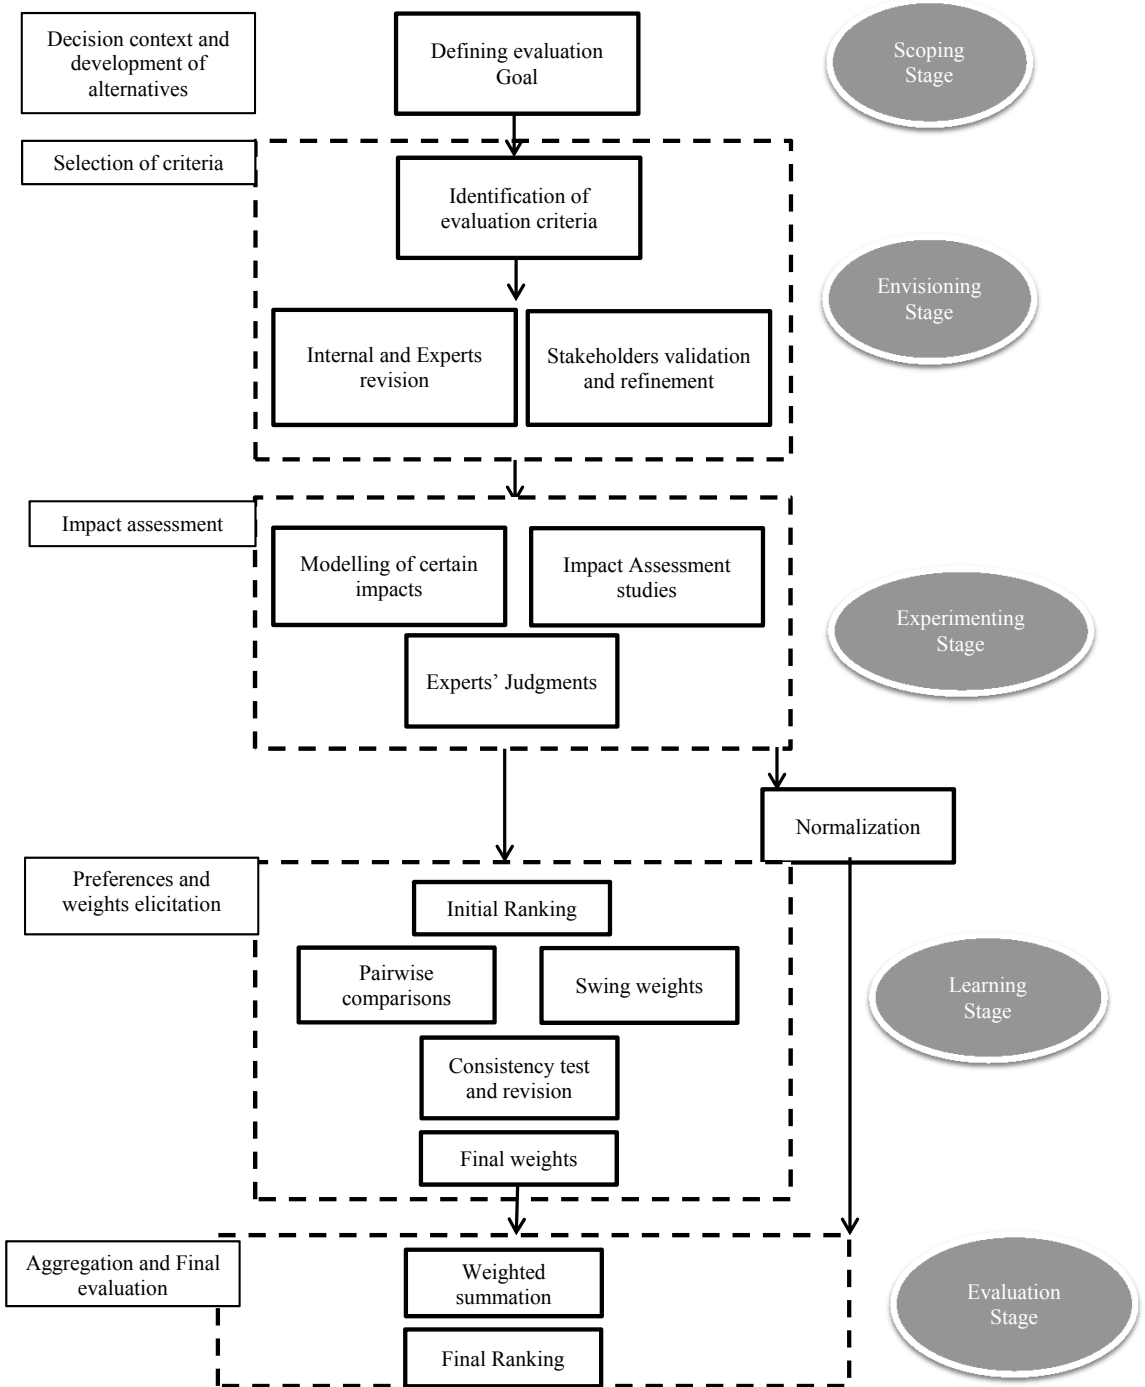 Decision context and
development of
alternatives
Defining evaluation
Goal
Scoping
Stage
Selection of criteria
Identification of
evaluation criteria
Envisioning
Stage
Internal and Experts
revision
Stakeholders validation
and refinement
Impact assessment
Modelling of certain
impacts
Impact Assessment
studies
Experts’ Judgments
Experimenting
Stage
Normalization
Preferences and
weights elicitation
Initial Ranking
Pairwise
comparisons
Swing weights
Learning
Stage
Consistency test
and revision
Final weights
Aggregation and Final
evaluation
Weighted
summation
Final Ranking
Evaluation
Stage